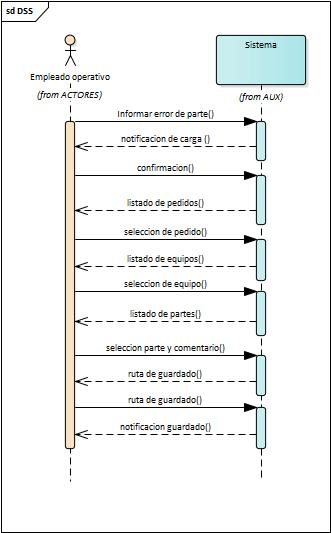 sd DSS
Empleado operativo
(from ACTORES)
Sistema
(from AUX)
Informar error de parte()
notificacion de carga ()
confirmacion()
listado de pedidos()
seleccion de pedido()
listado de equipos()
seleccion de equipo()
listado de partes()
seleccion parte y comentario()
ruta de guardado()
ruta de guardado()
notificacion guardado()